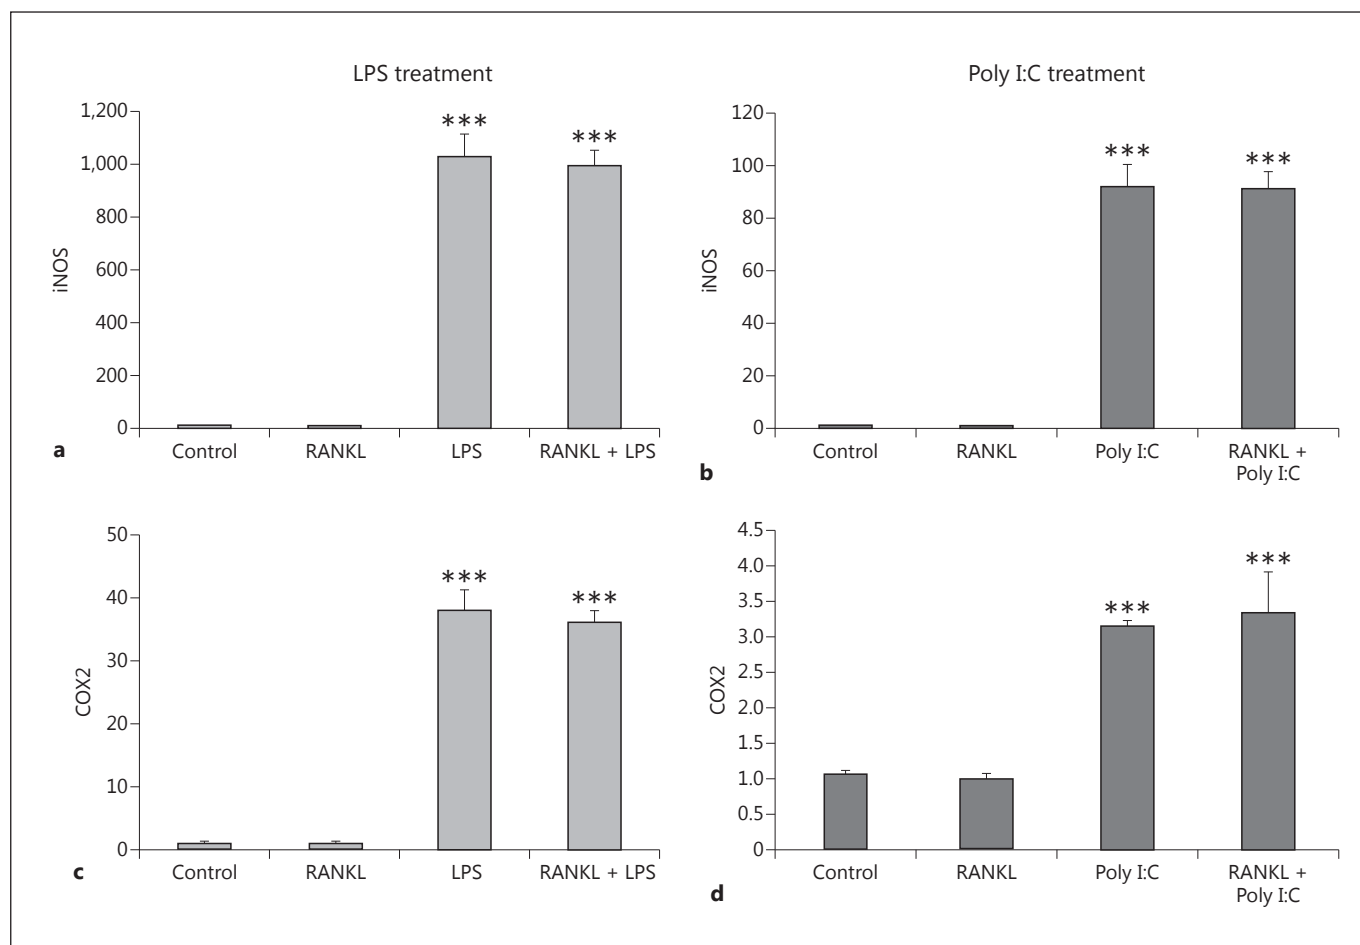 LPS treatment
1,200
1,000
800
600
400
200
0
iNOS
***
***
Control
RANKL
LPS
RANKL + LPS
a
Poly I:C treatment
120
100
80
60
40
20
0
iNOS
***
***
Control
RANKL
Poly I:C
RANKL +
Poly I:C
b
50
40
30
20
10
0
COX2
***
***
Control
RANKL
LPS
RANKL + LPS
c
4.5
4.0
3.5
3.0
2.5
2.0
1.5
1.0
0.5
0
COX2
***
***
Control
RANKL
Poly I:C
RANKL +
Poly I:C
d